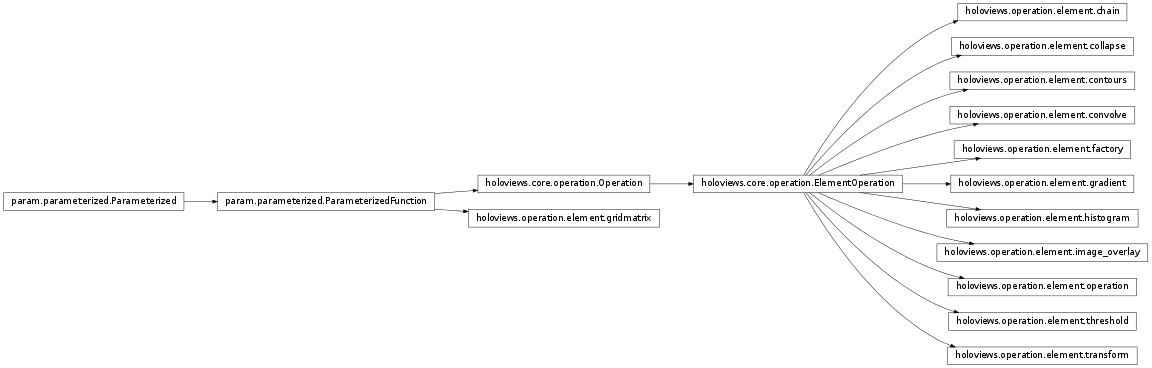 holoviews.operation.element.chain
holoviews.operation.element.collapse
holoviews.operation.element.contours
holoviews.operation.element.convolve
holoviews.operation.element.factory
holoviews.core.operation.Operation
holoviews.core.operation.ElementOperation
holoviews.operation.element.gradient
param.parameterized.Parameterized
param.parameterized.ParameterizedFunction
holoviews.operation.element.gridmatrix
holoviews.operation.element.histogram
holoviews.operation.element.image_overlay
holoviews.operation.element.operation
holoviews.operation.element.threshold
holoviews.operation.element.transform